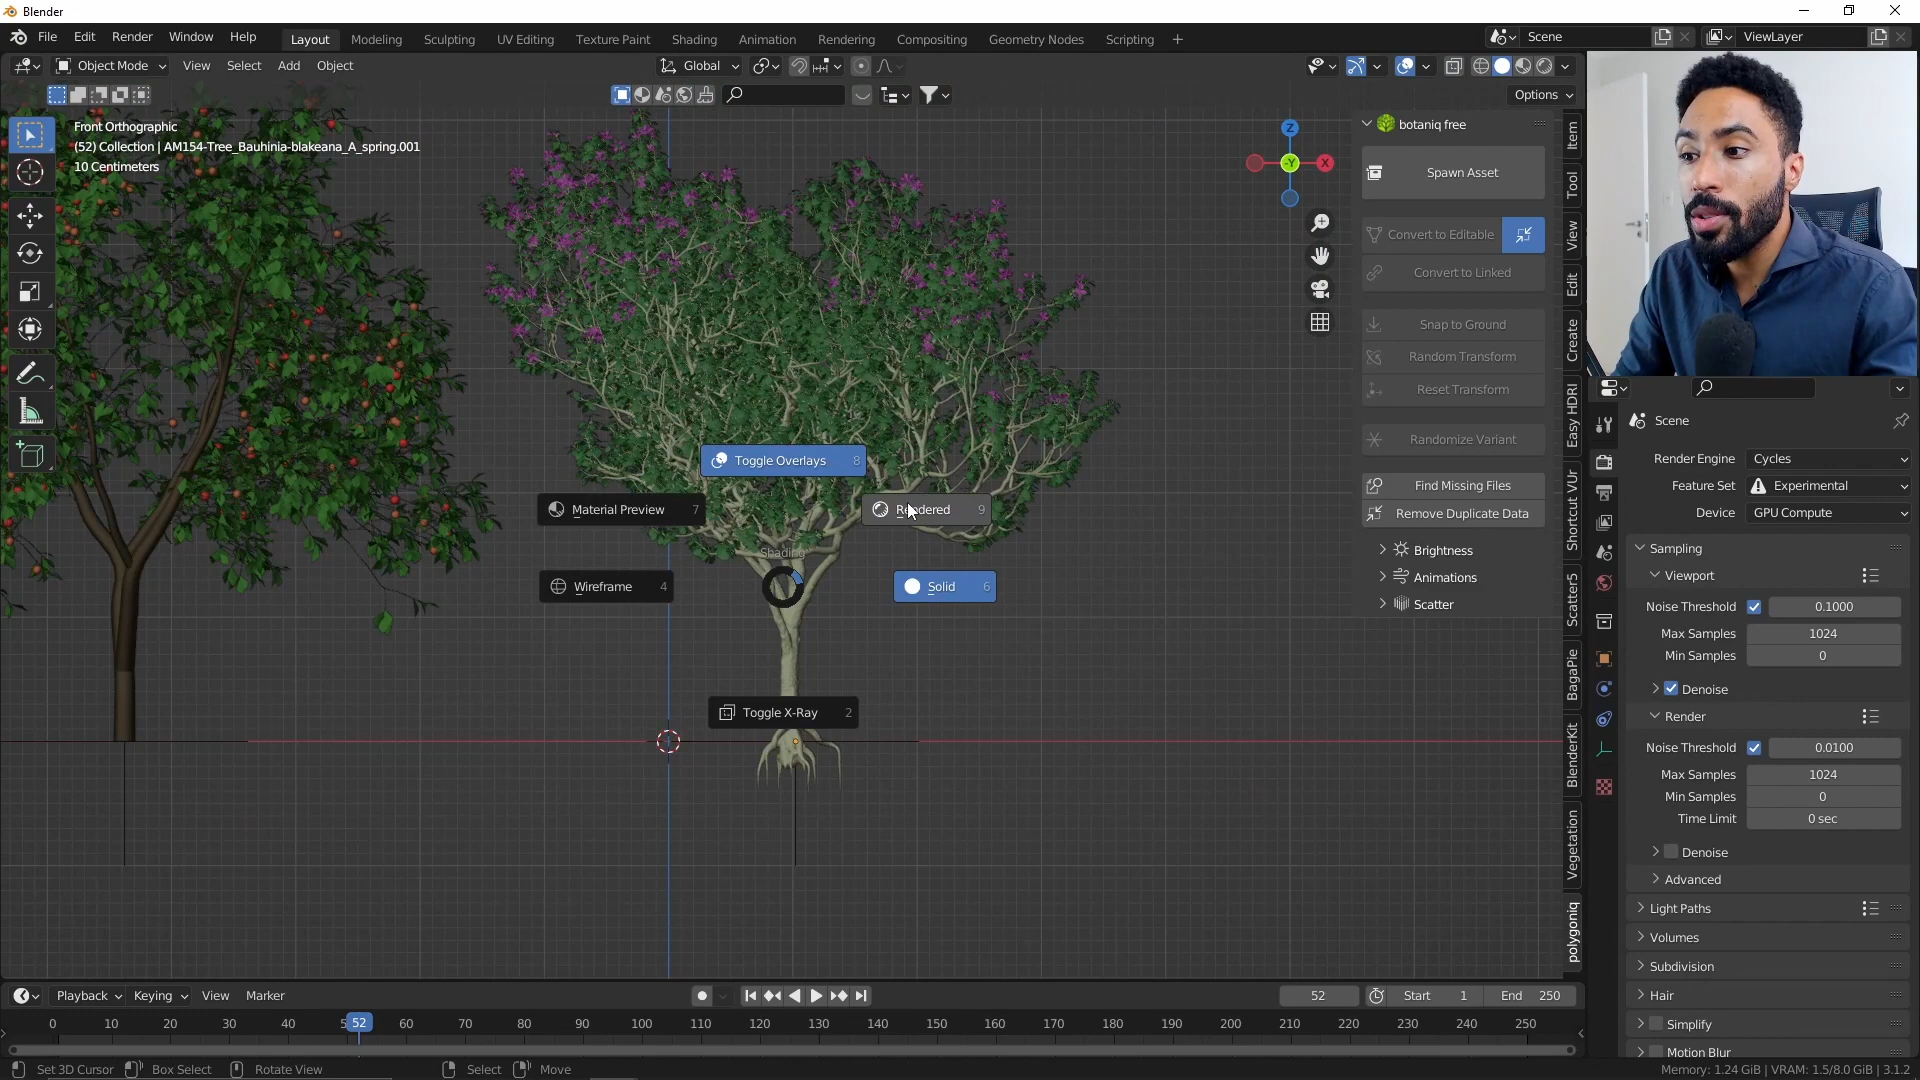 Blender
File Edit Render Window Help
Layout Modeling Sculpting UV Editing Texture Paint Shading Animation Rendering Compositing Geometry Nodes Scripting +
Scene
ViewLayer
Object Mode View Select Add Object
Global
Options
Front Orthographic
(52) Collection | AM154-Tree_Bauhinia-blakeana_A_spring.001
10 Centimeters
Z
-Y
X
botaniq free
Spawn Asset
Convert to Editable
Convert to Linked
Snap to Ground
Random Transform
Reset Transform
Randomize Variant
Find Missing Files
Remove Duplicate Data
Brightness
Animations
Scatter
Item
Tool
View
Edit
Create
Easy HDRI
Shortcut VUr
Scatter5
BagaPie
BlenderKit
Vegetation
polygoniq
Toggle Overlays 8
Material Preview 7
Rendered 9
Shading
Wireframe 4
Solid 6
Toggle X-Ray 2
Scene
Render Engine Cycles
Feature Set Experimental
Device GPU Compute
Sampling
Viewport
Noise Threshold 0.1000
Max Samples 1024
Min Samples 0
Denoise
Render
Noise Threshold 0.0100
Max Samples 1024
Min Samples 0
Time Limit 0 sec
Denoise
Advanced
Light Paths
Volumes
Subdivision
Hair
Simplify
Motion Blur
Playback Keying View Marker
52 Start 1 End 250
0 10 20 30 40 5 52 60 70 80 90 100 110 120 130 140 150 160 170 180 190 200 210 220 230 240 250
Set 3D Cursor Box Select Rotate View Select Move
Memory: 1.24 GiB | VRAM: 1.5/8.0 GiB | 3.1.2